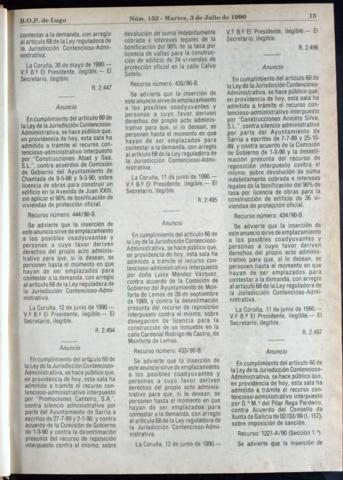 B.O.P. de Lugo
Núm. 152 - Martes, 3 de Julio de 1990
15
contestar a la demanda, con arreglo
al artículo 68 de la Ley reguladora de
la Jurisdicción Contencioso-Admi-
nistrativa.
La Coruña, 30 de mayo de 1990.—
V.º B.º El Presidente, ilegible.— El
Secretario, ilegible.
R. 2.447
Anuncio
En cumplimiento del artículo 60 de
la Ley de la Jurisdicción Contencioso-
Administrativa, se hace público que,
en providencia de hoy, esta sala ha
admitido a trámite el recurso con-
tencioso-administrativo interpuesto
por "Construcciones Abad y Saa,
S.L.", contra acuerdos de Comisión
de Gobierno del Ayuntamiento de
Chantada de 9-5-88 y 9-3-90; sobre
licencia de obras para construir un
edificio en la Avenida de Juan XXIII,
sin aplicar el 90% de bonificación de
viviendas de protección oficial.
Recurso número: 444/90-B.
Se advierte que la inserción de
este anuncio sirve de emplazamiento
a los posibles coadyuvantes y
personas a cuyo favor deriven
derechos del propio acto adminis-
trativo para que, si lo desean, se
personen hasta el momento en que
hayan de ser emplazados para
contestar a la demanda, con arreglo
al artículo 68 de la Ley reguladora de
la Jurisdicción Contencioso-Admi-
nistrativa.
La Coruña, 12 de junio de 1990.—
V.º B.º El Presidente, ilegible.— El
Secretario, ilegible.
R. 2.494
Anuncio
En cumplimiento del artículo 60 de
la Ley de la Jurisdicción Contencioso-
Administrativa, se hace público que,
en providencia de hoy, esta sala ha
admitido a trámite el recurso con-
tencioso-administrativo interpuesto
por "Promociones Cantero, S.A.",
contra silencio administrativo por
parte del Ayuntamiento de Sarria a
escritos de 27-7-89 y 2-1-90, y contra
acuerdo de la Comisión de Gobierno
de 1-3-90 y contra la desestimación
presunta del recurso de reposición
interpuesto contra el mismo, sobre
devolución de suma indebidamente
cobrada e intereses legales de la
bonificación del 90% de la tasa por
licencia de vallas para la construc-
ción de edificio de 24 viviendas de
protección oficial en la calle Calvo
Sotelo.
Recurso número: 435/90-B.
Se advierte que la inserción de
este anuncio sirve de emplazamiento
a los posibles coadyuvantes y
personas a cuyo favor deriven
derechos del propio acto adminis-
trativo para que, si lo desean, se
personen hasta el momento en que
hayan de ser emplazados para
contestar a la demanda, con arreglo
al artículo 68 de la Ley reguladora de
la Jurisdicción Contencioso-Admi-
nistrativa.
La Coruña, 11 de junio de 1990.—
V.º B.º El Presidente, ilegible.— El
Secretario, ilegible.
R. 2.495
Anuncio
En cumplimiento del artículo 60 de
la Ley de la Jurisdicción Contencioso-
Administrativa, se hace público que,
en providencia de hoy, esta sala ha
admitido a trámite el recurso con-
tencioso-administrativo interpuesto
por doña Luisa Méndez Vázquez,
contra acuerdo de la Comisión de
Gobierno del Ayuntamiento de Mon-
forte de Lemos de 28 de septiembre
de 1989, y contra la desestimación
presunta del recurso de reposición
interpuesto contra el mismo; sobre
denegación de licencia para la
construcción de un inmueble en la
calle Cardenal Rodrigo de Castro, de
Monforte de Lemos.
Recurso número: 433/90-B.
Se advierte que la inserción de
este anuncio sirve de emplazamiento
a los posibles coadyuvantes y
personas a cuyo favor deriven
derechos del propio acto adminis-
trativo para que, si lo desean, se
personen hasta el momento en que
hayan de ser emplazados para
contestar a la demanda, con arreglo
al artículo 68 de la Ley reguladora de
la Jurisdicción Contencioso-Admi-
nistrativa.
La Coruña, 12 de junio de 1990.—
V.º B.º El Presidente, ilegible.— El
Secretario, ilegible.
R. 2.496
Anuncio
En cumplimiento del artículo 60 de
la Ley de la Jurisdicción Contencioso-
Administrativa, se hace público que,
en providencia de hoy, esta sala ha
admitido a trámite el recurso con-
tencioso-administrativo interpuesto
por "Construcciones María Silva,
S.L.", contra silencio administrativo
por parte del Ayuntamiento de Sarria
a escritos de 7-7-89 y 25-10-
89, y contra acuerdo de la Comisión
de Gobierno de 1-3-90 y la deses-
timación presunta del recurso de
reposición interpuesto contra el
mismo, sobre devolución de suma
indebidamente cobrada e intereses
legales de la bonificación del 90% de
la tasa por licencia de obras para la
construcción de edificio de 36 vi-
viendas de protección oficial.
Recurso número: 434/90-B.
Se advierte que la inserción de
este anuncio sirve de emplazamiento
a los posibles coadyuvantes y
personas a cuyo favor deriven
derechos del propio acto adminis-
trativo para que, si lo desean, se
personen hasta el momento en que
hayan de ser emplazados para
contestar a la demanda, con arreglo
al artículo 68 de la Ley reguladora de
la Jurisdicción Contencioso-Admi-
nistrativa.
La Coruña, 11 de junio de 1990.—
V.º B.º El Presidente, ilegible.— El
Secretario, ilegible.
R. 2.497
Anuncio
En cumplimiento del artículo 60 de
la Ley de la Jurisdicción Contencioso-
Administrativa, se hace público que,
en providencia de hoy, esta sala ha
admitido a trámite el recurso con-
tencioso-administrativo interpuesto
por D.ª M.ª del Pilar Rega Pardeiro,
contra Acuerdo del Consello da
Xunta de Galicia de 02/03/89 (L-157),
sobre imposición de sanción.
Recurso: 1221-A/90 (Sección 1.ª)
Se advierte que la inserción de